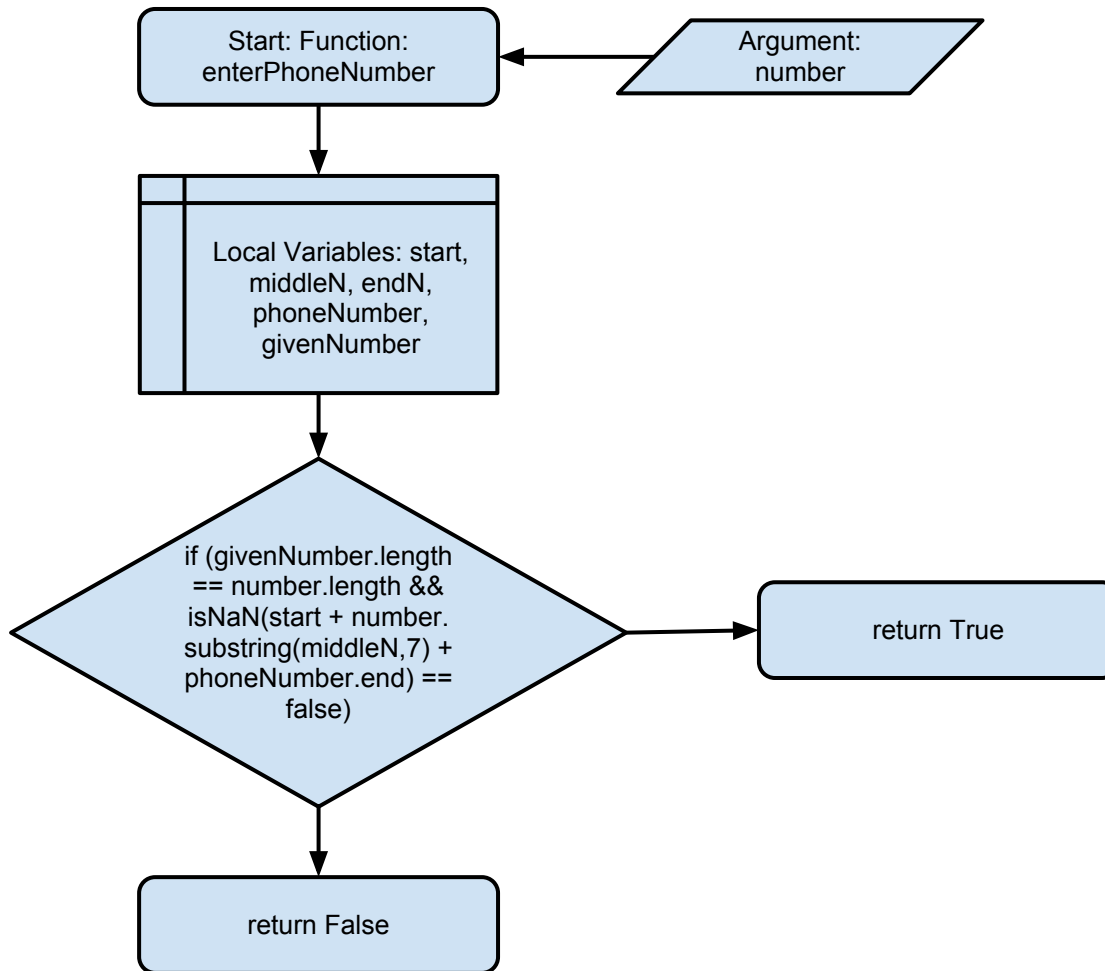 Start: Function:
enterPhoneNumber
Argument:
number
Local Variables: start,
middleN, endN,
phoneNumber,
givenNumber
if (givenNumber.length
== number.length &&
isNaN(start + number.
substring(middleN,7) +
phoneNumber.end) ==
false)
return True
return False